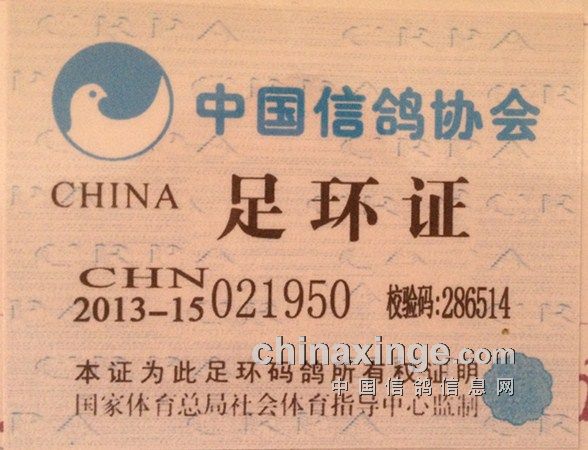 中国信鸽协会
CHINA 足环证
CHN
2013-15 021950 校验码:286514
chinaxinge.com
本证为此足环码鸽所有权证明
中国信鸽信息网
国家体育总局社会体育指导中心监制